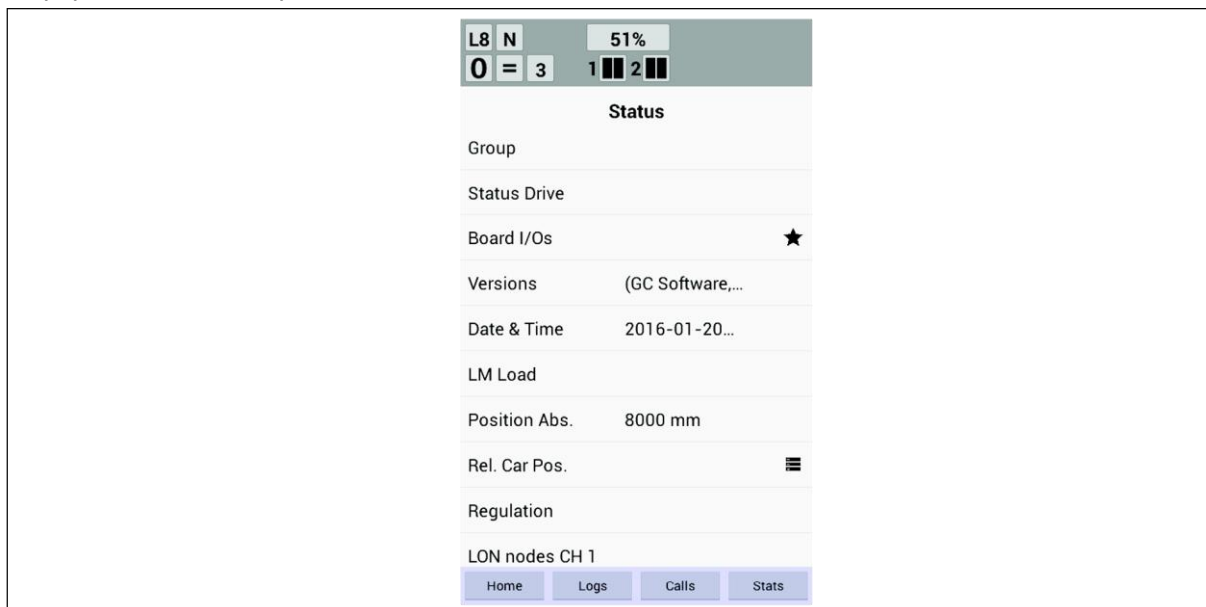 L8 N 51%
0 = 3 1 2
Status
Group
Status Drive
Board I/Os
Versions (GC Software,...
Date & Time 2016-01-20...
LM Load
Position Abs. 8000 mm
Rel. Car Pos.
Regulation
LON nodes CH 1
Home Logs Calls Stats